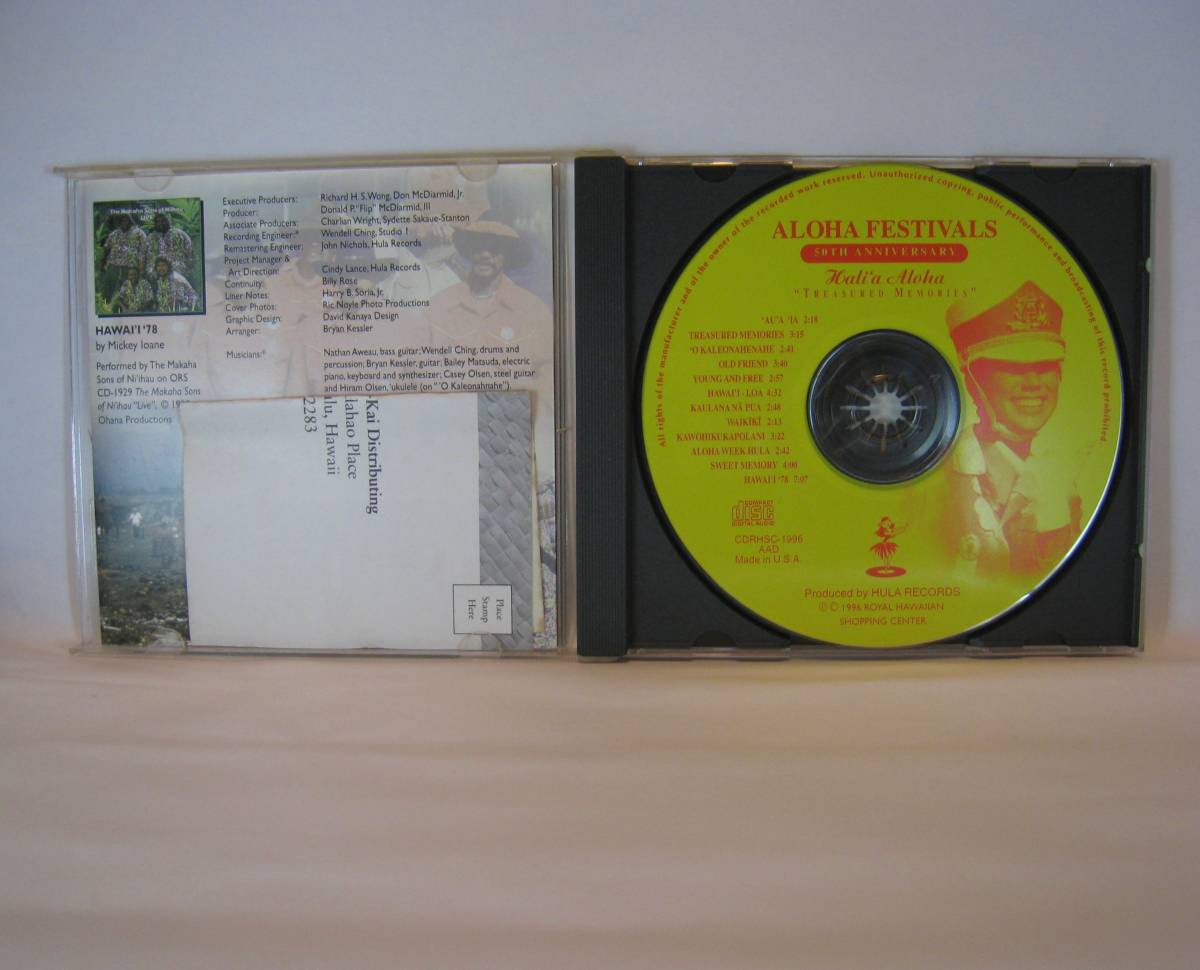 The Makaha Sons of Ni'ihau
LIVE
HAWAI'I '78
by Mickey Ioane
Performed by The Makaha
Sons of Ni'ihau on ORS
CD-1929 The Makaha Sons
of Ni'ihou "Live", ©
Ohana Productions
Executive Producers: Richard H. S. Wong, Don McDiarmid, Jr.
Producer: Donald P. "Flip" McDiarmid, III
Associate Producers: Charlian Wright, Sydette Sakaue-Stanton
Recording Engineer:* Wendell Ching, Studio 1
Remastering Engineer: John Nichols, Hula Records
Project Manager &
Art Direction: Cindy Lance, Hula Records
Continuity: Billy Rose
Liner Notes: Harry B. Soria, Jr.
Cover Photos: Ric Noyle Photo Productions
Graphic Design: David Kanaya Design
Arranger: Bryan Kessler
Musicians:* Nathan Aweau, bass guitar; Wendell Ching, drums and
percussion; Bryan Kessler, guitar; Bailey Matsuda, electric
piano, keyboard and synthesizer; Casey Olsen, steel guitar
and Hiram Olsen, 'ukulele (on "'O Kaleonahnahe")
-Kai Distributing
lahao Place
lu, Hawaii
2283
Place
Stamp
Here
All rights of the manufacturer and of the owner of the recorded work reserved. Unauthorized copying, public performance and broadcasting of this record prohibited
ALOHA FESTIVALS
50TH ANNIVERSARY
Hali'a Aloha
"TREASURED MEMORIES"
'AU'A 'IA 2:18
TREASURED MEMORIES 3:15
'O KALEONAHENAHE 2:41
OLD FRIEND 3:40
YOUNG AND FREE 2:57
HAWAI'I - LOA 4:32
KAULANA NĀ PUA 2:48
WAIKĪKĪ 2:13
KAWOHIKUKAPOLANI 3:22
ALOHA WEEK HULA 2:42
SWEET MEMORY 4:00
HAWAI'I '78 7:07
COMPACT
disc
DIGITAL AUDIO
CDRHSC-1996
AAD
Made in U.S.A.
Produced by HULA RECORDS
℗ © 1996 ROYAL HAWAIIAN
SHOPPING CENTER